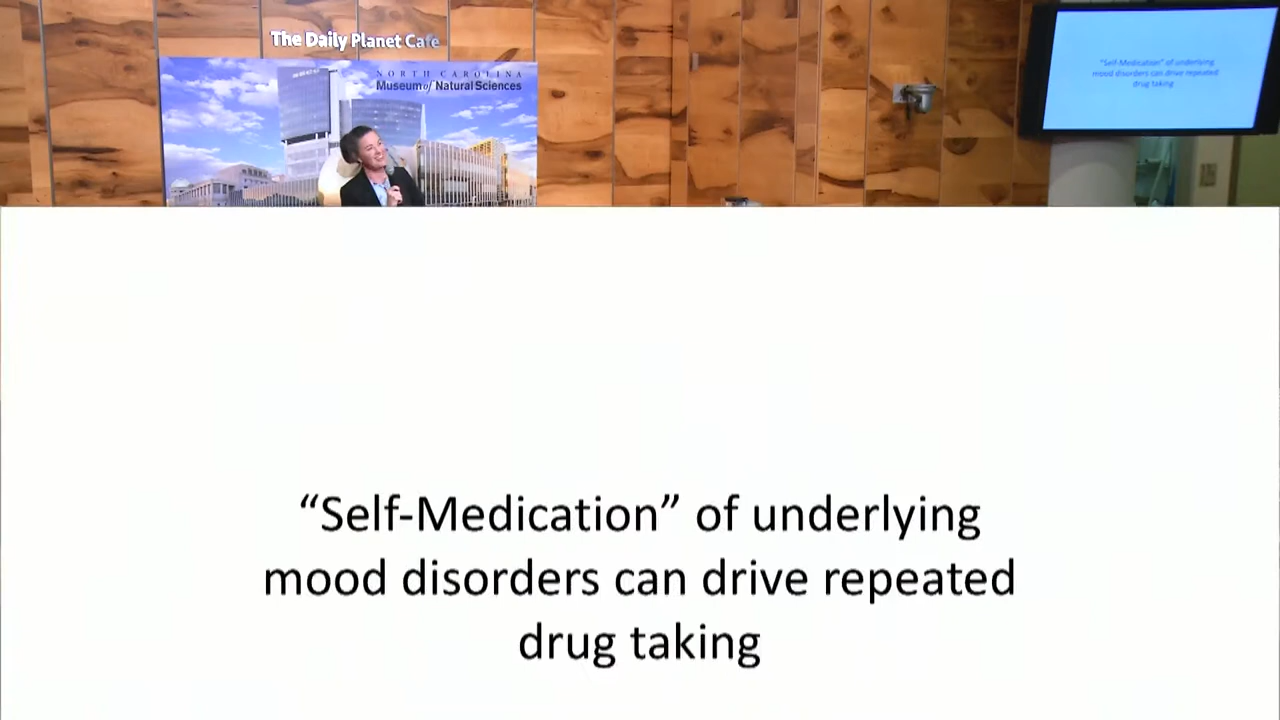 The Daily Planet Cafe
NORTH CAROLINA
Museum of Natural Sciences
"Self-Medication" of underlying
mood disorders can drive repeated
drug taking
“Self-Medication” of underlying
mood disorders can drive repeated
drug taking